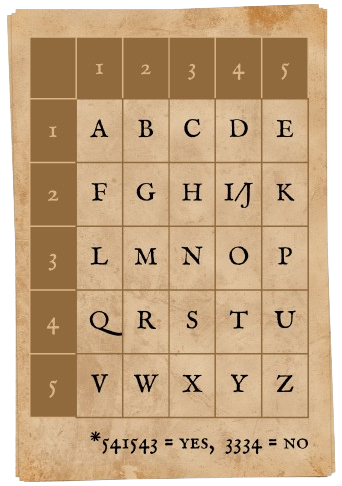 1 2 3 4 5
1 A B C D E
2 F G H I/J K
3 L M N O P
4 Q R S T U
5 V W X Y Z
*541543 = YES, 3334 = NO